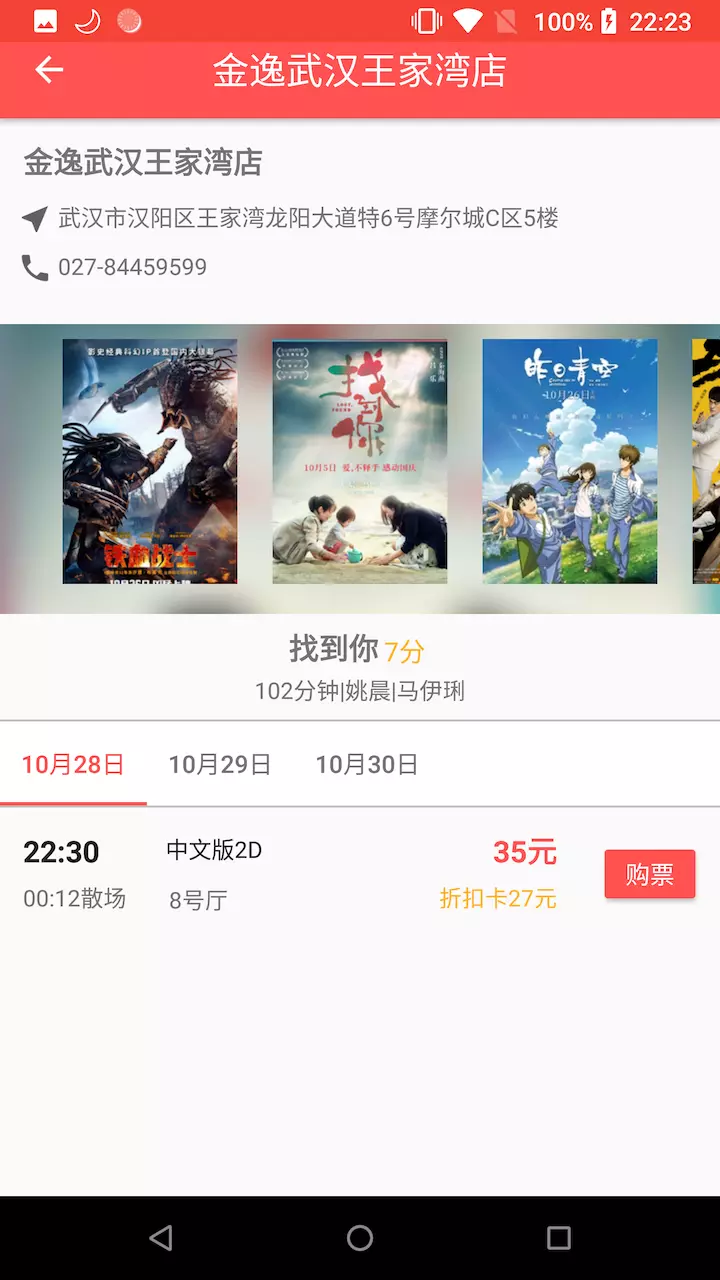 100% 22:23
金逸武汉王家湾店
金逸武汉王家湾店
武汉市汉阳区王家湾龙阳大道特6号摩尔城C区5楼
027-84459599
影史经典科幻IP首登国内大银幕
铁血战士
找到你
10月5日 爱,不释手 感动国庆
昨日青空
10月26日
找到你 7分
102分钟|姚晨|马伊琍
10月28日 10月29日 10月30日
22:30 中文版2D 35元
购票
00:12散场 8号厅 折扣卡27元